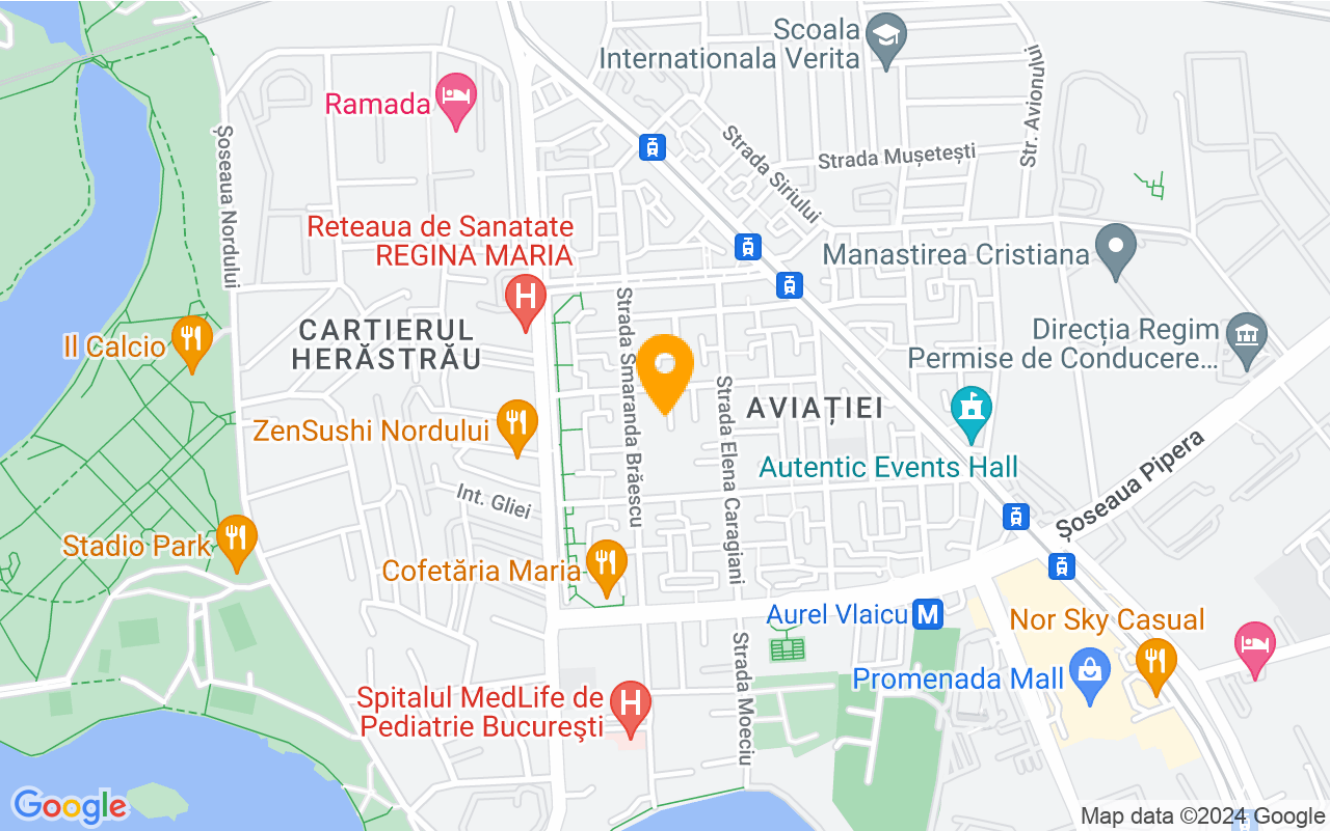 Scoala
Internationala Verita
Ramada
Str. Avionului
Șoseaua Nordului
Strada Mușetești
Strada Siriului
Reteaua de Sanatate
REGINA MARIA
H
Manastirea Cristiana
CARTIERUL
HERĂSTRĂU
Il Calcio
Strada Smaranda Brăescu
Direcția Regim
Permise de Conducere...
Strada Elena Caragiani
AVIAȚIEI
ZenSushi Nordului
Autentic Events Hall
Șoseaua Pipera
Int. Gliei
Stadio Park
Cofetăria Maria
Aurel Vlaicu M
Nor Sky Casual
Strada Moeciu
Promenada Mall
Spitalul MedLife de
Pediatrie Bucureşti
H
Google
Map data ©2024 Google